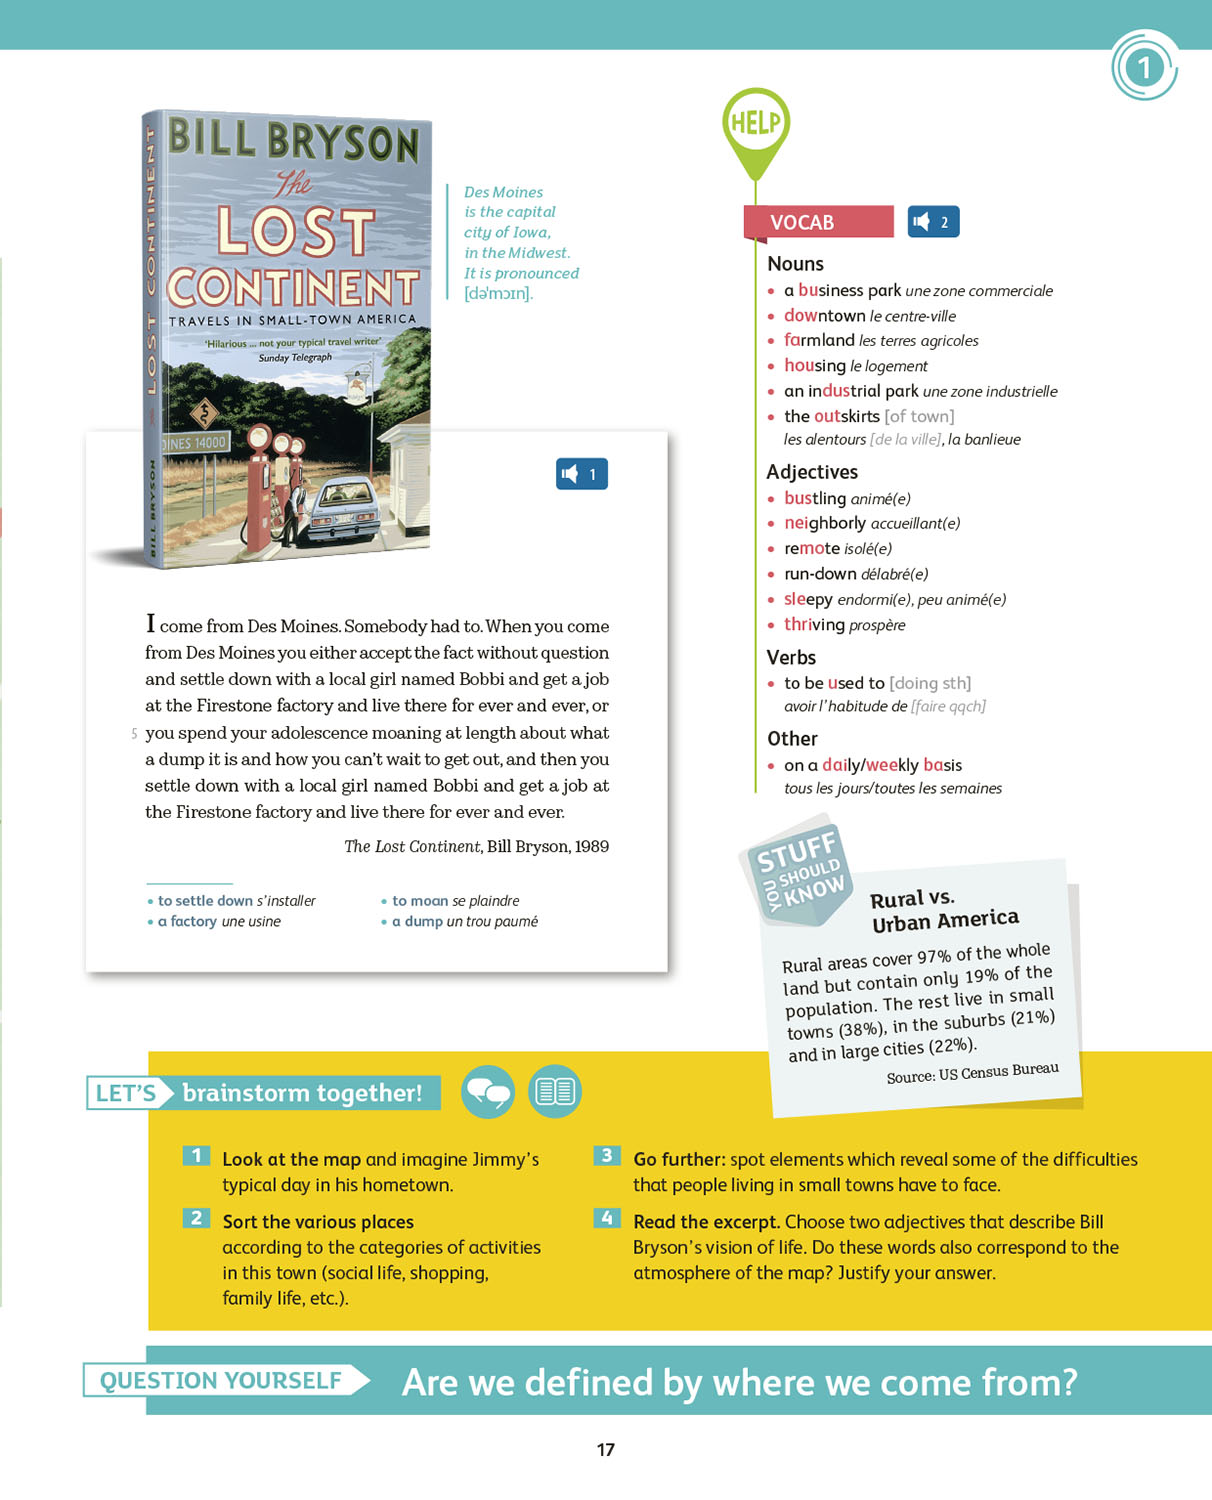 1
BILL BRYSON
The
LOST
CONTINENT
TRAVELS IN SMALL-TOWN AMERICA
'Hilarious ... not your typical travel writer'
Sunday Telegraph
INES 14000
BILL BRYSON The LOST CONTINENT
Des Moines
is the capital
city of Iowa,
in the Midwest.
It is pronounced
[də'mɔɪn].
1
I come from Des Moines. Somebody had to. When you come
from Des Moines you either accept the fact without question
and settle down with a local girl named Bobbi and get a job
at the Firestone factory and live there for ever and ever, or
5 you spend your adolescence moaning at length about what
a dump it is and how you can't wait to get out, and then you
settle down with a local girl named Bobbi and get a job at
the Firestone factory and live there for ever and ever.
The Lost Continent, Bill Bryson, 1989
• to settle down s'installer
• a factory une usine
• to moan se plaindre
• a dump un trou paumé
HELP
VOCAB
2
Nouns
• a business park une zone commerciale
• downtown le centre-ville
• farmland les terres agricoles
• housing le logement
• an industrial park une zone industrielle
• the outskirts [of town]
les alentours [de la ville], la banlieue
Adjectives
• bustling animé(e)
• neighborly accueillant(e)
• remote isolé(e)
• run-down délabré(e)
• sleepy endormi(e), peu animé(e)
• thriving prospère
Verbs
• to be used to [doing sth]
avoir l'habitude de [faire qqch]
Other
• on a daily/weekly basis
tous les jours/toutes les semaines
STUFF
YOU SHOULD
KNOW
Rural vs.
Urban America
Rural areas cover 97% of the whole
land but contain only 19% of the
population. The rest live in small
towns (38%), in the suburbs (21%)
and in large cities (22%).
Source: US Census Bureau
LET'S brainstorm together!
1 Look at the map and imagine Jimmy's
typical day in his hometown.
2 Sort the various places
according to the categories of activities
in this town (social life, shopping,
family life, etc.).
3 Go further: spot elements which reveal some of the difficulties
that people living in small towns have to face.
4 Read the excerpt. Choose two adjectives that describe Bill
Bryson's vision of life. Do these words also correspond to the
atmosphere of the map? Justify your answer.
QUESTION YOURSELF Are we defined by where we come from?
17